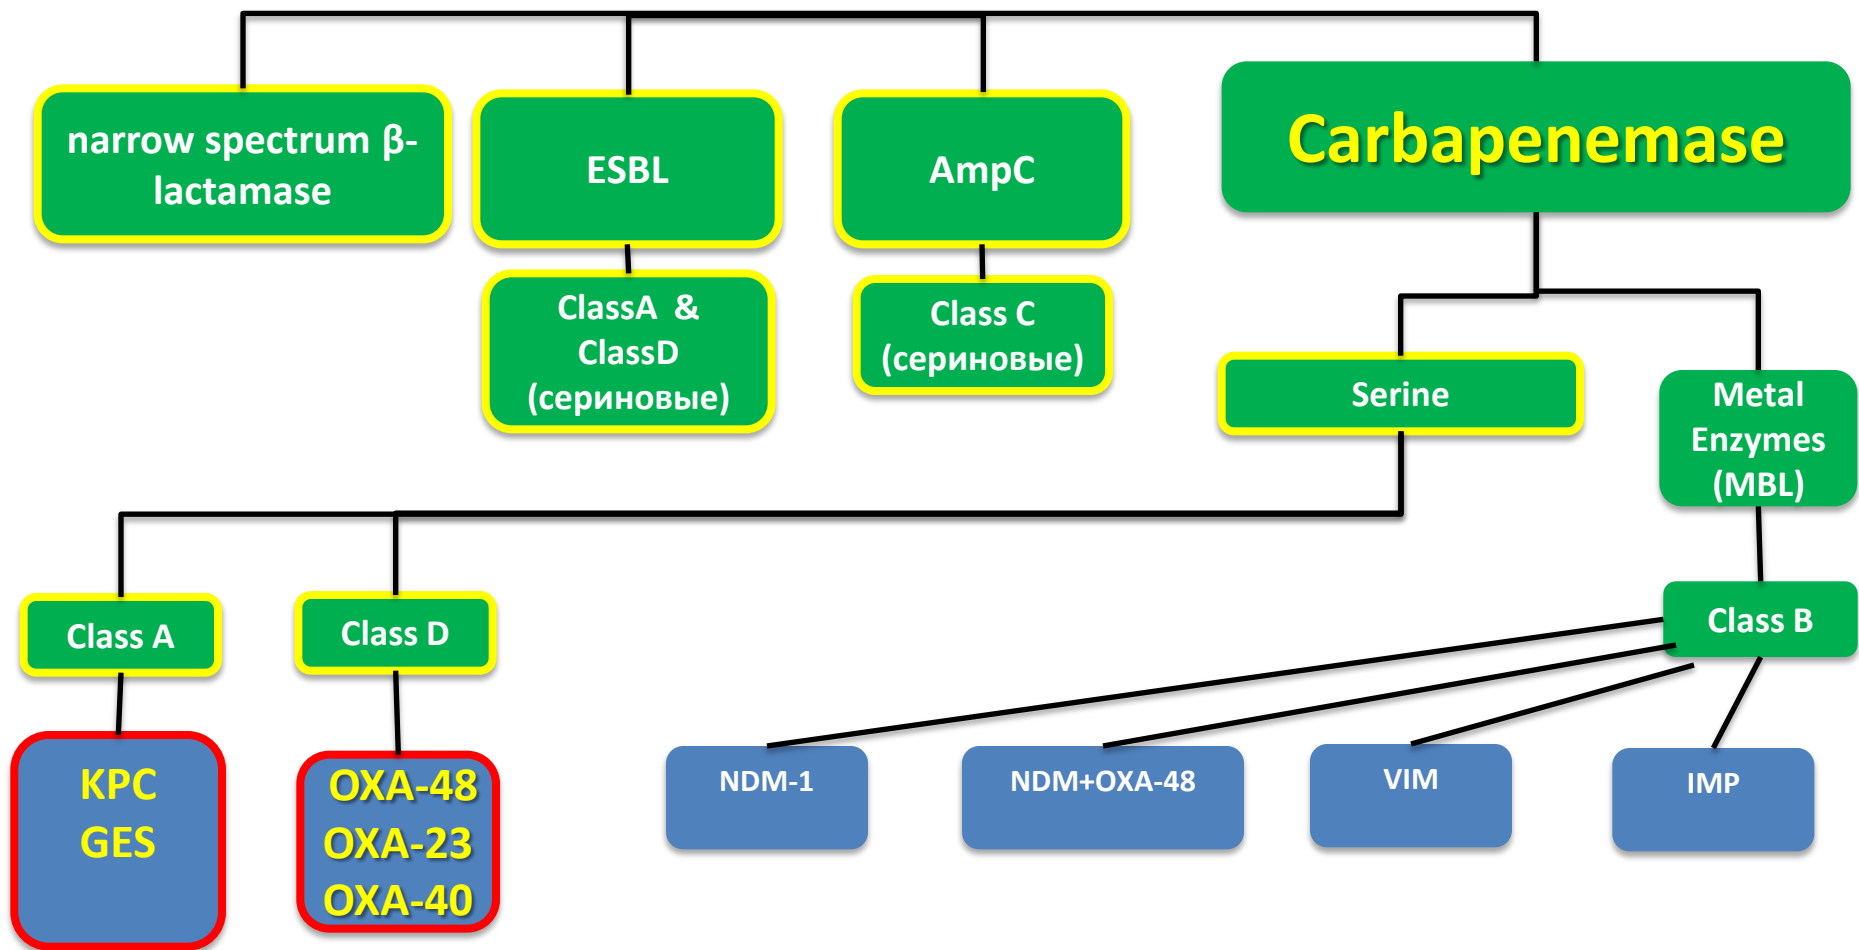 narrow spectrum β-
lactamase
ESBL
AmpC
Carbapenemase
ClassA & 
ClassD
(сериновые)
Class C
(сериновые)
Serine
Metal
Enzymes
(MBL)
Class A
Class D
Class B
KPC
GES
OXA-48
OXA-23
OXA-40
NDM-1
NDM+OXA-48
VIM
IMP